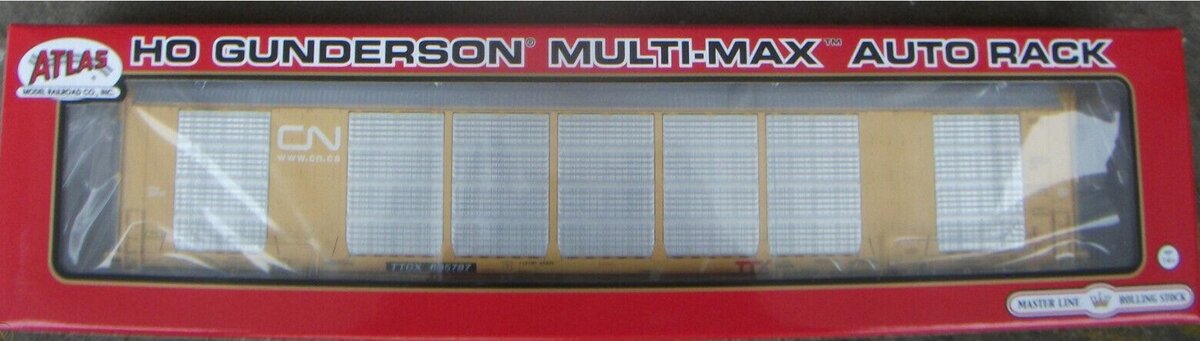 ATLAS
MODEL RAILROAD CO., INC.
HO GUNDERSON® MULTI-MAX™ AUTO RACK
CN
www.cn.ca
MASTER LINE ROLLING STOCK